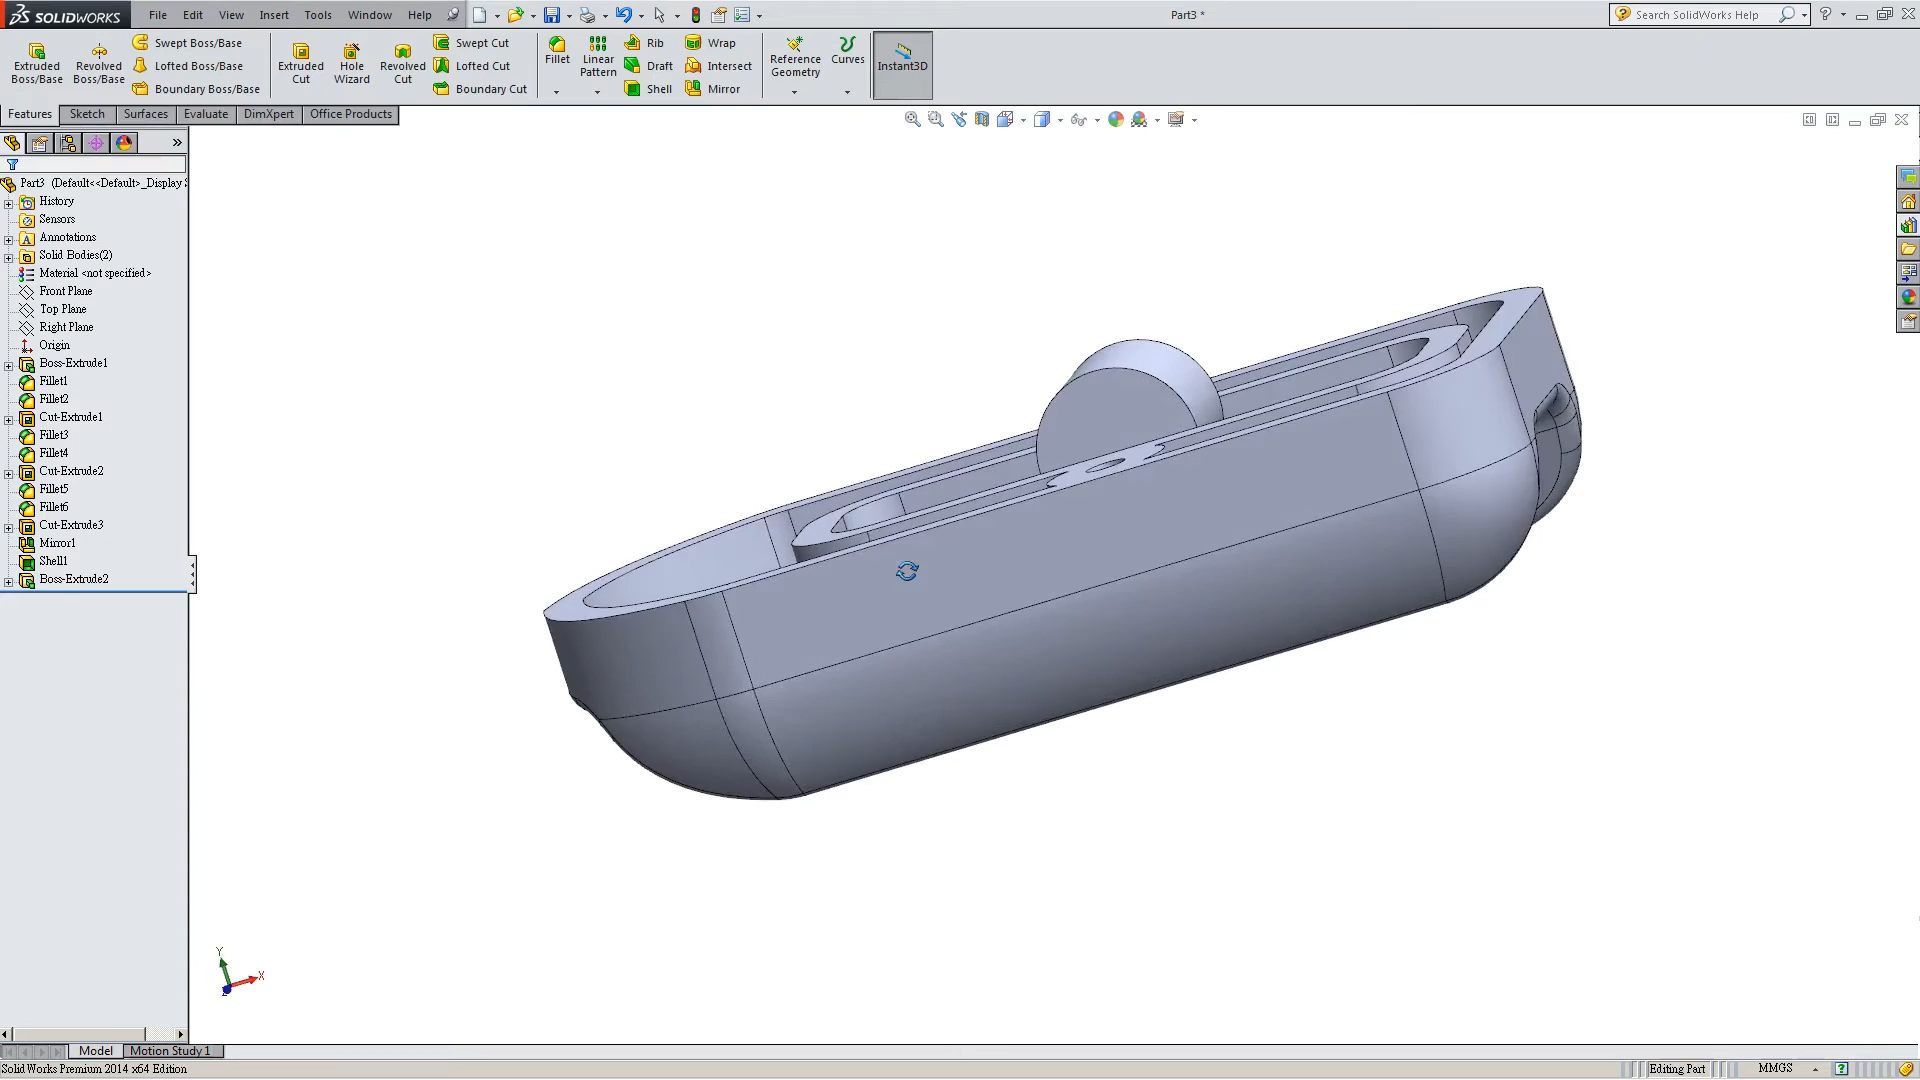 SOLIDWORKS File Edit View Insert Tools Window Help Part3 * Search SolidWorks Help ?
Extruded Boss/Base Revolved Boss/Base Swept Boss/Base Lofted Boss/Base Boundary Boss/Base
Extruded Cut Hole Wizard Revolved Cut Swept Cut Lofted Cut Boundary Cut
Fillet Linear Pattern Rib Draft Shell Wrap Intersect Mirror
Reference Geometry Curves Instant3D
Features Sketch Surfaces Evaluate DimXpert Office Products
Part3 (Default<<Default>_Display
History
Sensors
Annotations
Solid Bodies(2)
Material <not specified>
Front Plane
Top Plane
Right Plane
Origin
Boss-Extrude1
Fillet1
Fillet2
Cut-Extrude1
Fillet3
Fillet4
Cut-Extrude2
Fillet5
Fillet6
Cut-Extrude3
Mirror1
Shell1
Boss-Extrude2
Y
X
Z
Model Motion Study 1
SolidWorks Premium 2014 x64 Edition Editing Part MMGS ?